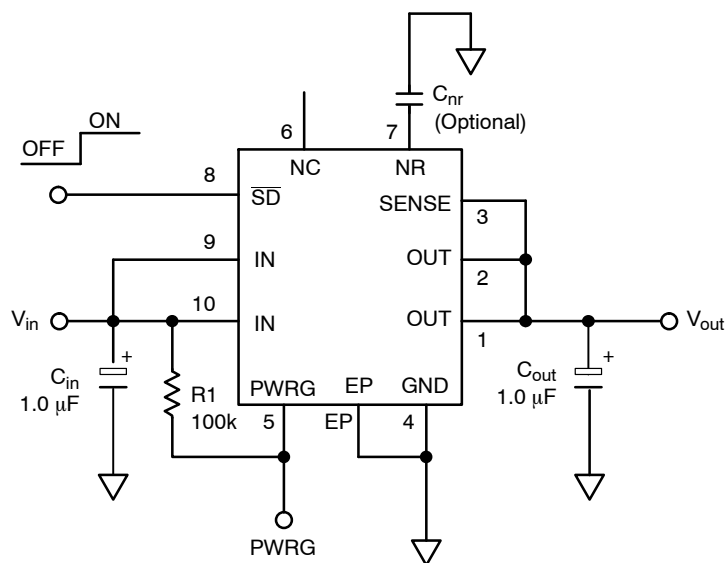 C_nr
(Optional)
ON
OFF
6
7
NC
NR
8
S̅D̅
SENSE
3
9
IN
OUT
2
V_in
10
IN
OUT
1
V_out
C_in
1.0 μF
+
R1
100k
PWRG
EP
GND
5
EP
4
C_out
1.0 μF
+
PWRG